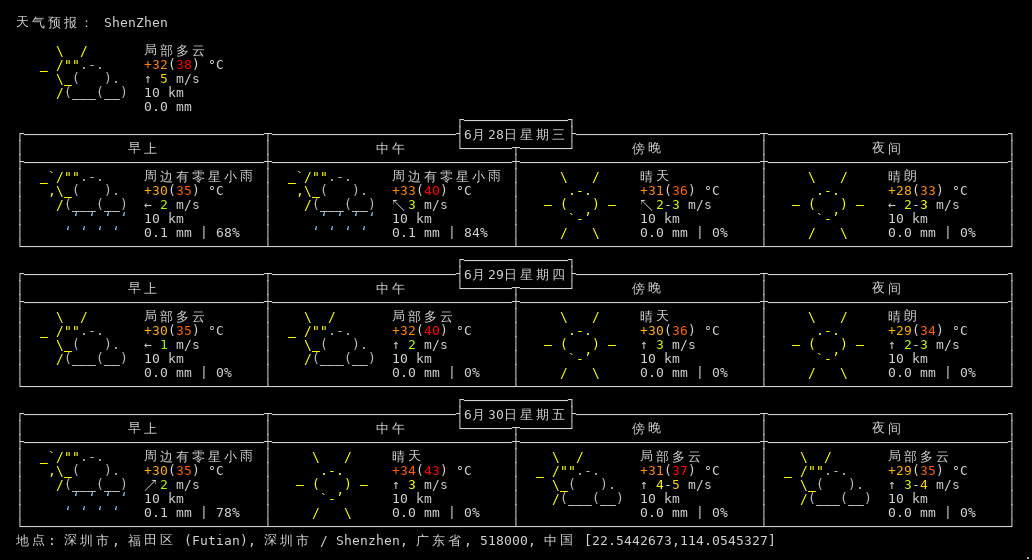 天气预报： ShenZhen
局部多云
+32(38) °C
↑ 5 m/s
10 km
0.0 mm
6月28日星期三
早上 中午 傍晚 夜间
周边有零星小雨 周边有零星小雨 晴天 晴朗
+30(35) °C +33(40) °C +31(36) °C +28(33) °C
← 2 m/s ↖ 3 m/s ↖ 2-3 m/s ← 2-3 m/s
10 km 10 km 10 km 10 km
0.1 mm | 68% 0.1 mm | 84% 0.0 mm | 0% 0.0 mm | 0%
6月29日星期四
早上 中午 傍晚 夜间
局部多云 局部多云 晴天 晴朗
+30(35) °C +32(40) °C +30(36) °C +29(34) °C
← 1 m/s ↑ 2 m/s ↑ 3 m/s ↑ 2-3 m/s
10 km 10 km 10 km 10 km
0.0 mm | 0% 0.0 mm | 0% 0.0 mm | 0% 0.0 mm | 0%
6月30日星期五
早上 中午 傍晚 夜间
周边有零星小雨 晴天 局部多云 局部多云
+30(35) °C +34(43) °C +31(37) °C +29(35) °C
↗ 2 m/s ↑ 3 m/s ↑ 4-5 m/s ↑ 3-4 m/s
10 km 10 km 10 km 10 km
0.1 mm | 78% 0.0 mm | 0% 0.0 mm | 0% 0.0 mm | 0%
地点: 深圳市, 福田区 (Futian), 深圳市 / Shenzhen, 广东省, 518000, 中国 [22.5442673,114.0545327]